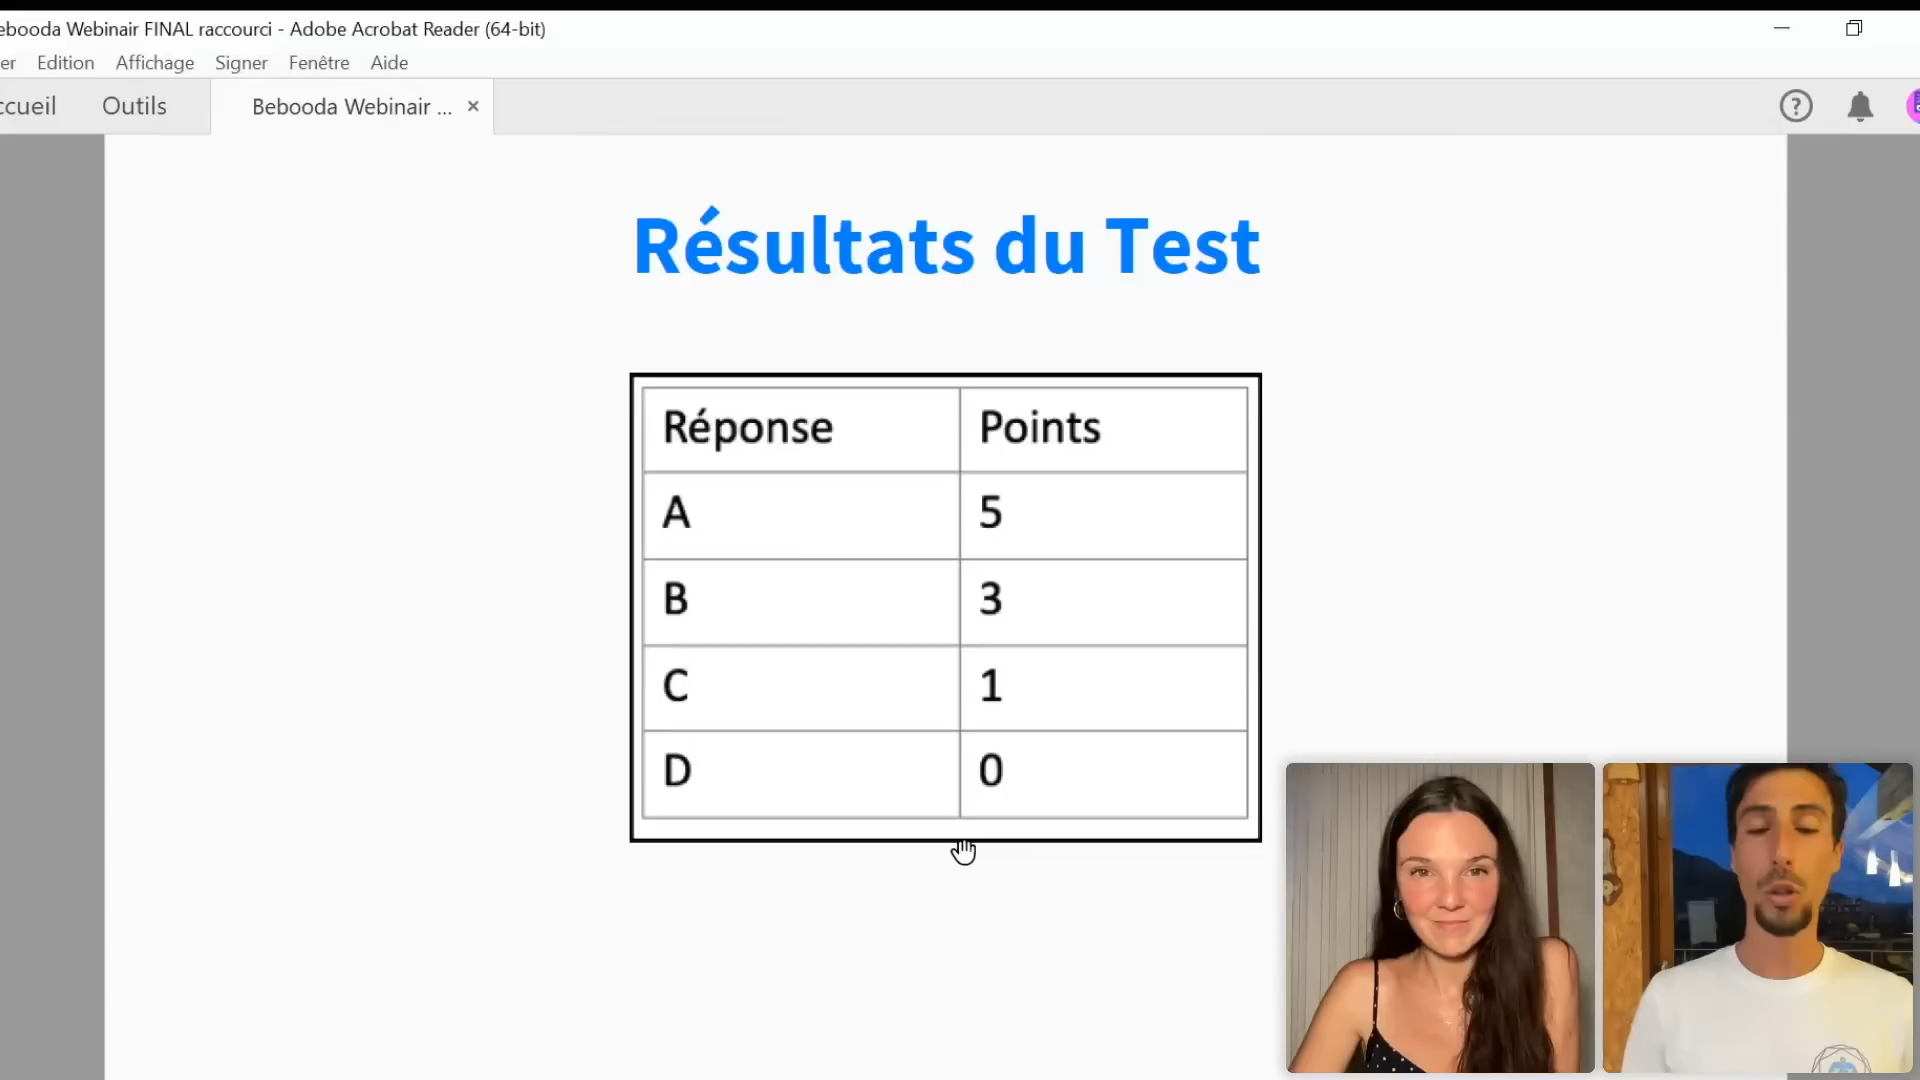 ebooda Webinair FINAL raccourci - Adobe Acrobat Reader (64-bit)
er Edition Affichage Signer Fenêtre Aide
ccueil Outils Bebooda Webinair ... ×
Résultats du Test
Réponse Points
A 5
B 3
C 1
D 0